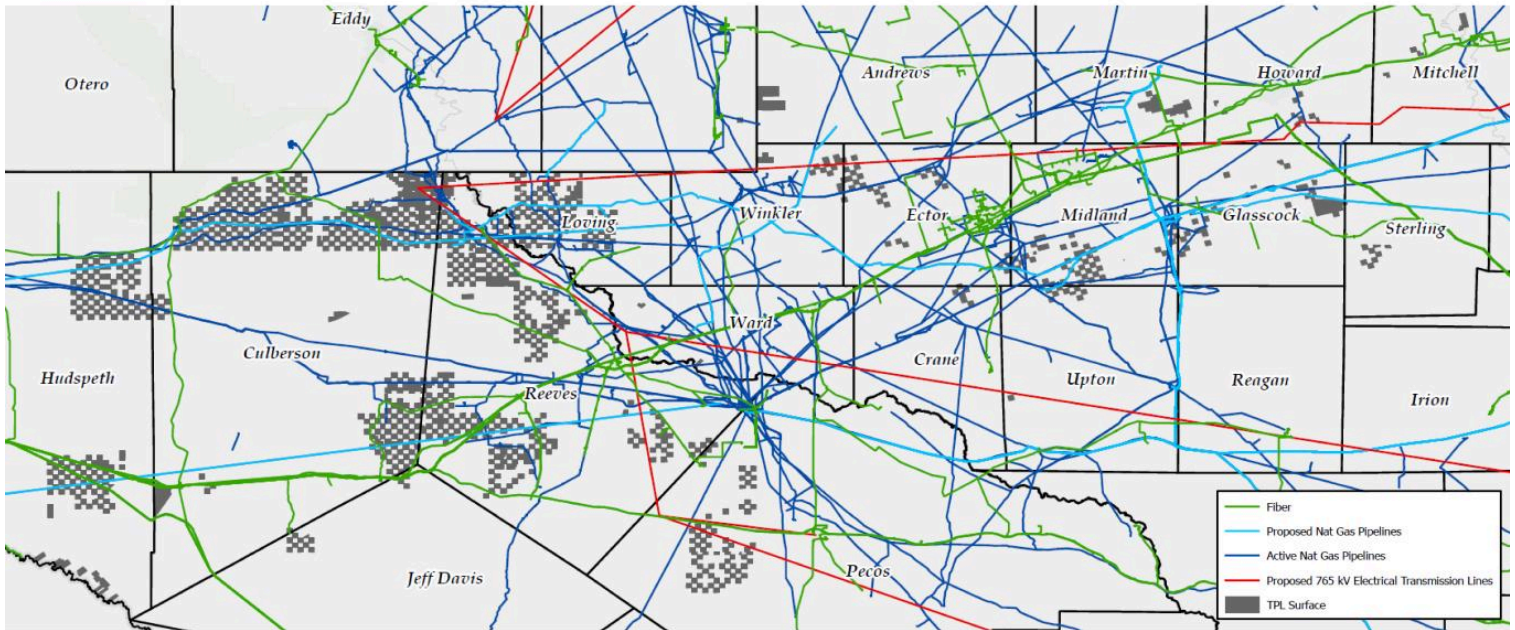 Eddy
Otero
Andrews
Martin
Howard
Mitchell
Loving
Winkler
Ector
Midland
Glasscock
Sterling
Ward
Culberson
Crane
Hudspeth
Reeves
Upton
Reagan
Irion
Jeff Davis
Pecos
Fiber
Proposed Nat Gas Pipelines
Active Nat Gas Pipelines
Proposed 765 kV Electrical Transmission Lines
TPL Surface